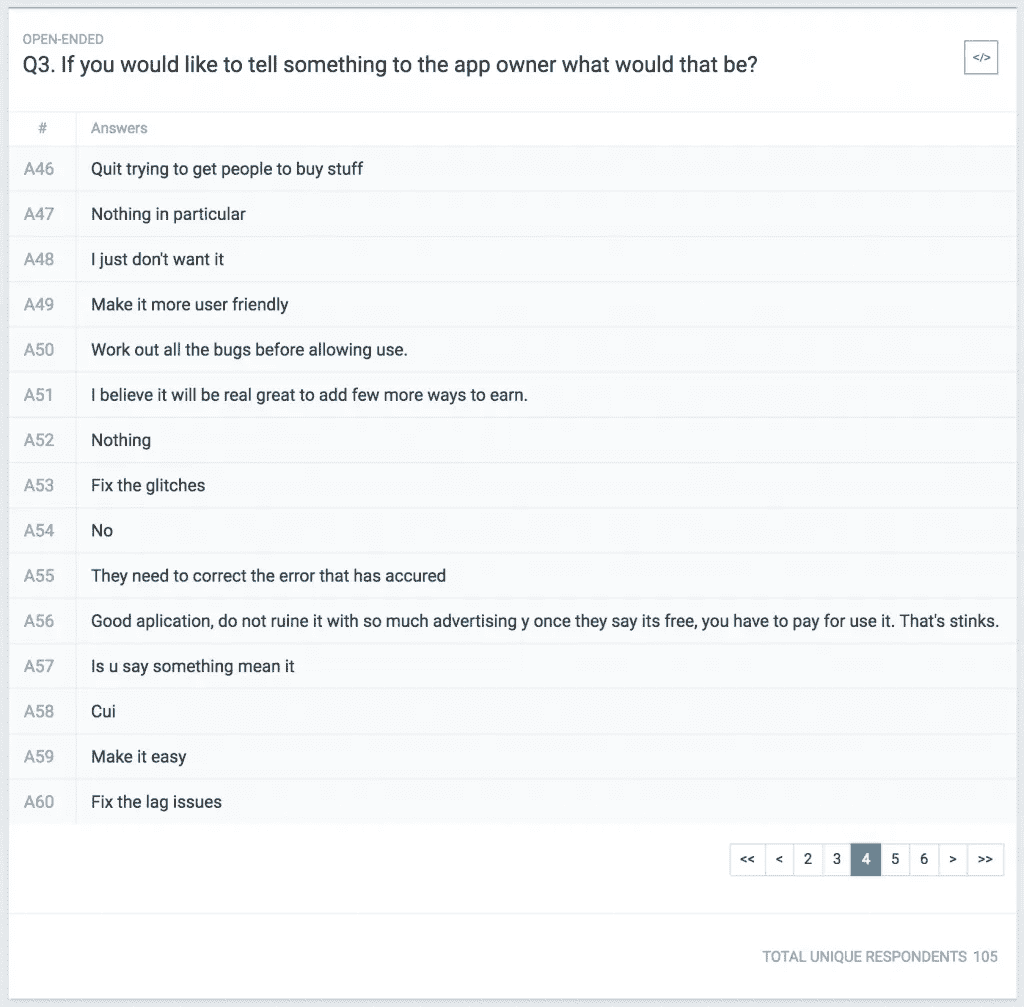 OPEN-ENDED
Q3. If you would like to tell something to the app owner what would that be?
</>
# Answers
A46 Quit trying to get people to buy stuff
A47 Nothing in particular
A48 I just don't want it
A49 Make it more user friendly
A50 Work out all the bugs before allowing use.
A51 I believe it will be real great to add few more ways to earn.
A52 Nothing
A53 Fix the glitches
A54 No
A55 They need to correct the error that has accured
A56 Good aplication, do not ruine it with so much advertising y once they say its free, you have to pay for use it. That's stinks.
A57 Is u say something mean it
A58 Cui
A59 Make it easy
A60 Fix the lag issues
<< < 2 3 4 5 6 > >>
TOTAL UNIQUE RESPONDENTS 105